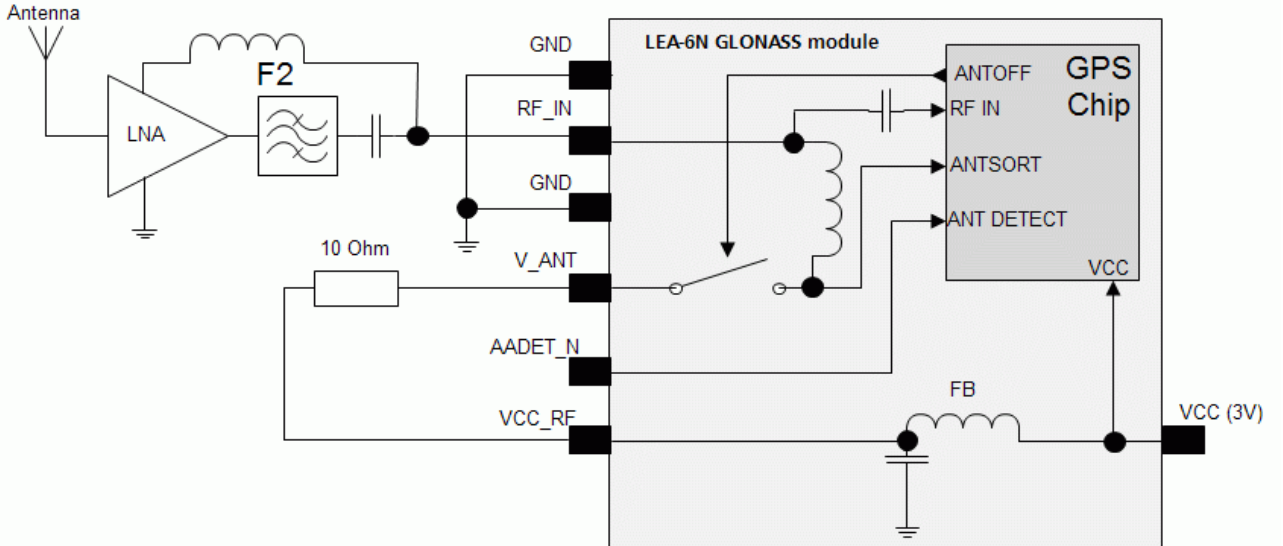 Antenna
LNA
F2
GND
RF_IN
GND
10 Ohm
V_ANT
AADET_N
VCC_RF
LEA-6N GLONASS module
ANTOFF
GPS
Chip
RF IN
ANTSORT
ANT DETECT
VCC
FB
VCC (3V)